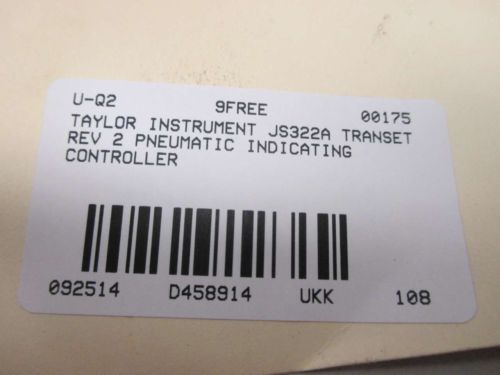 U-Q2 9FREE 00175
TAYLOR INSTRUMENT JS322A TRANSET
REV 2 PNEUMATIC INDICATING
CONTROLLER
092514 D458914 UKK 108